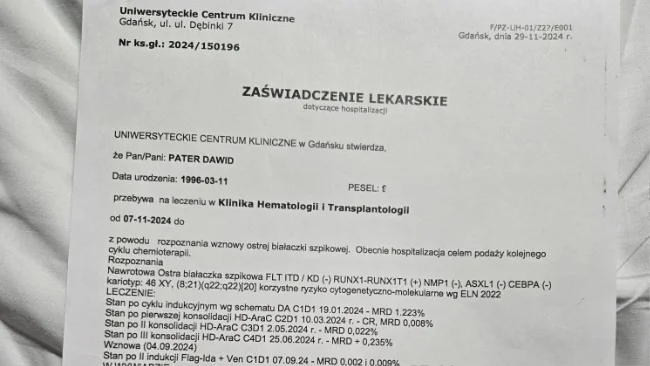 Uniwersyteckie Centrum Kliniczne
Gdańsk, ul. ul. Dębinki 7
F/PZ-UH-01/Z27/E001
Gdańsk, dnia 29-11-2024 r.
Nr ks.gł.: 2024/150196
ZAŚWIADCZENIE LEKARSKIE
dotyczące hospitalizacji
UNIWERSYTECKIE CENTRUM KLINICZNE w Gdańsku stwierdza,
że Pan/Pani: PATER DAWID
Data urodzenia: 1996-03-11
PESEL:
przebywa na leczeniu w Klinika Hematologii i Transplantologii
od 07-11-2024 do
z powodu rozpoznania wznowy ostrej białaczki szpikowej. Obecnie hospitalizacja celem podaży kolejnego
cyklu chemioterapii.
Rozpoznania
Nawrotowa Ostra białaczka szpikowa FLT ITD / KD (-) RUNX1-RUNX1T1 (+) NMP1 (-), ASXL1 (-) CEBPA (-)
kariotyp: 46 XY, (8;21)(q22;q22)[20] korzystne ryzyko cytogenetyczno-molekularne wg ELN 2022
LECZENIE:
Stan po cyklu indukcyjnym wg schematu DA C1D1 19.01.2024 - MRD 1,223%
Stan po pierwszej konsolidacji HD-AraC C2D1 10.03.2024 r. - CR, MRD 0,008%
Stan po II konsolidacji HD-AraC C3D1 2.05.2024 r. - MRD 0,022%
Stan po III konsolidacji HD-AraC C4D1 25.06.2024 r. - MRD + 0,235%
Wznowa (04.09.2024)
Stan po II indukcji Flag-Ida + Ven C1D1 07.09.24 - MRD 0,002 i 0,009%